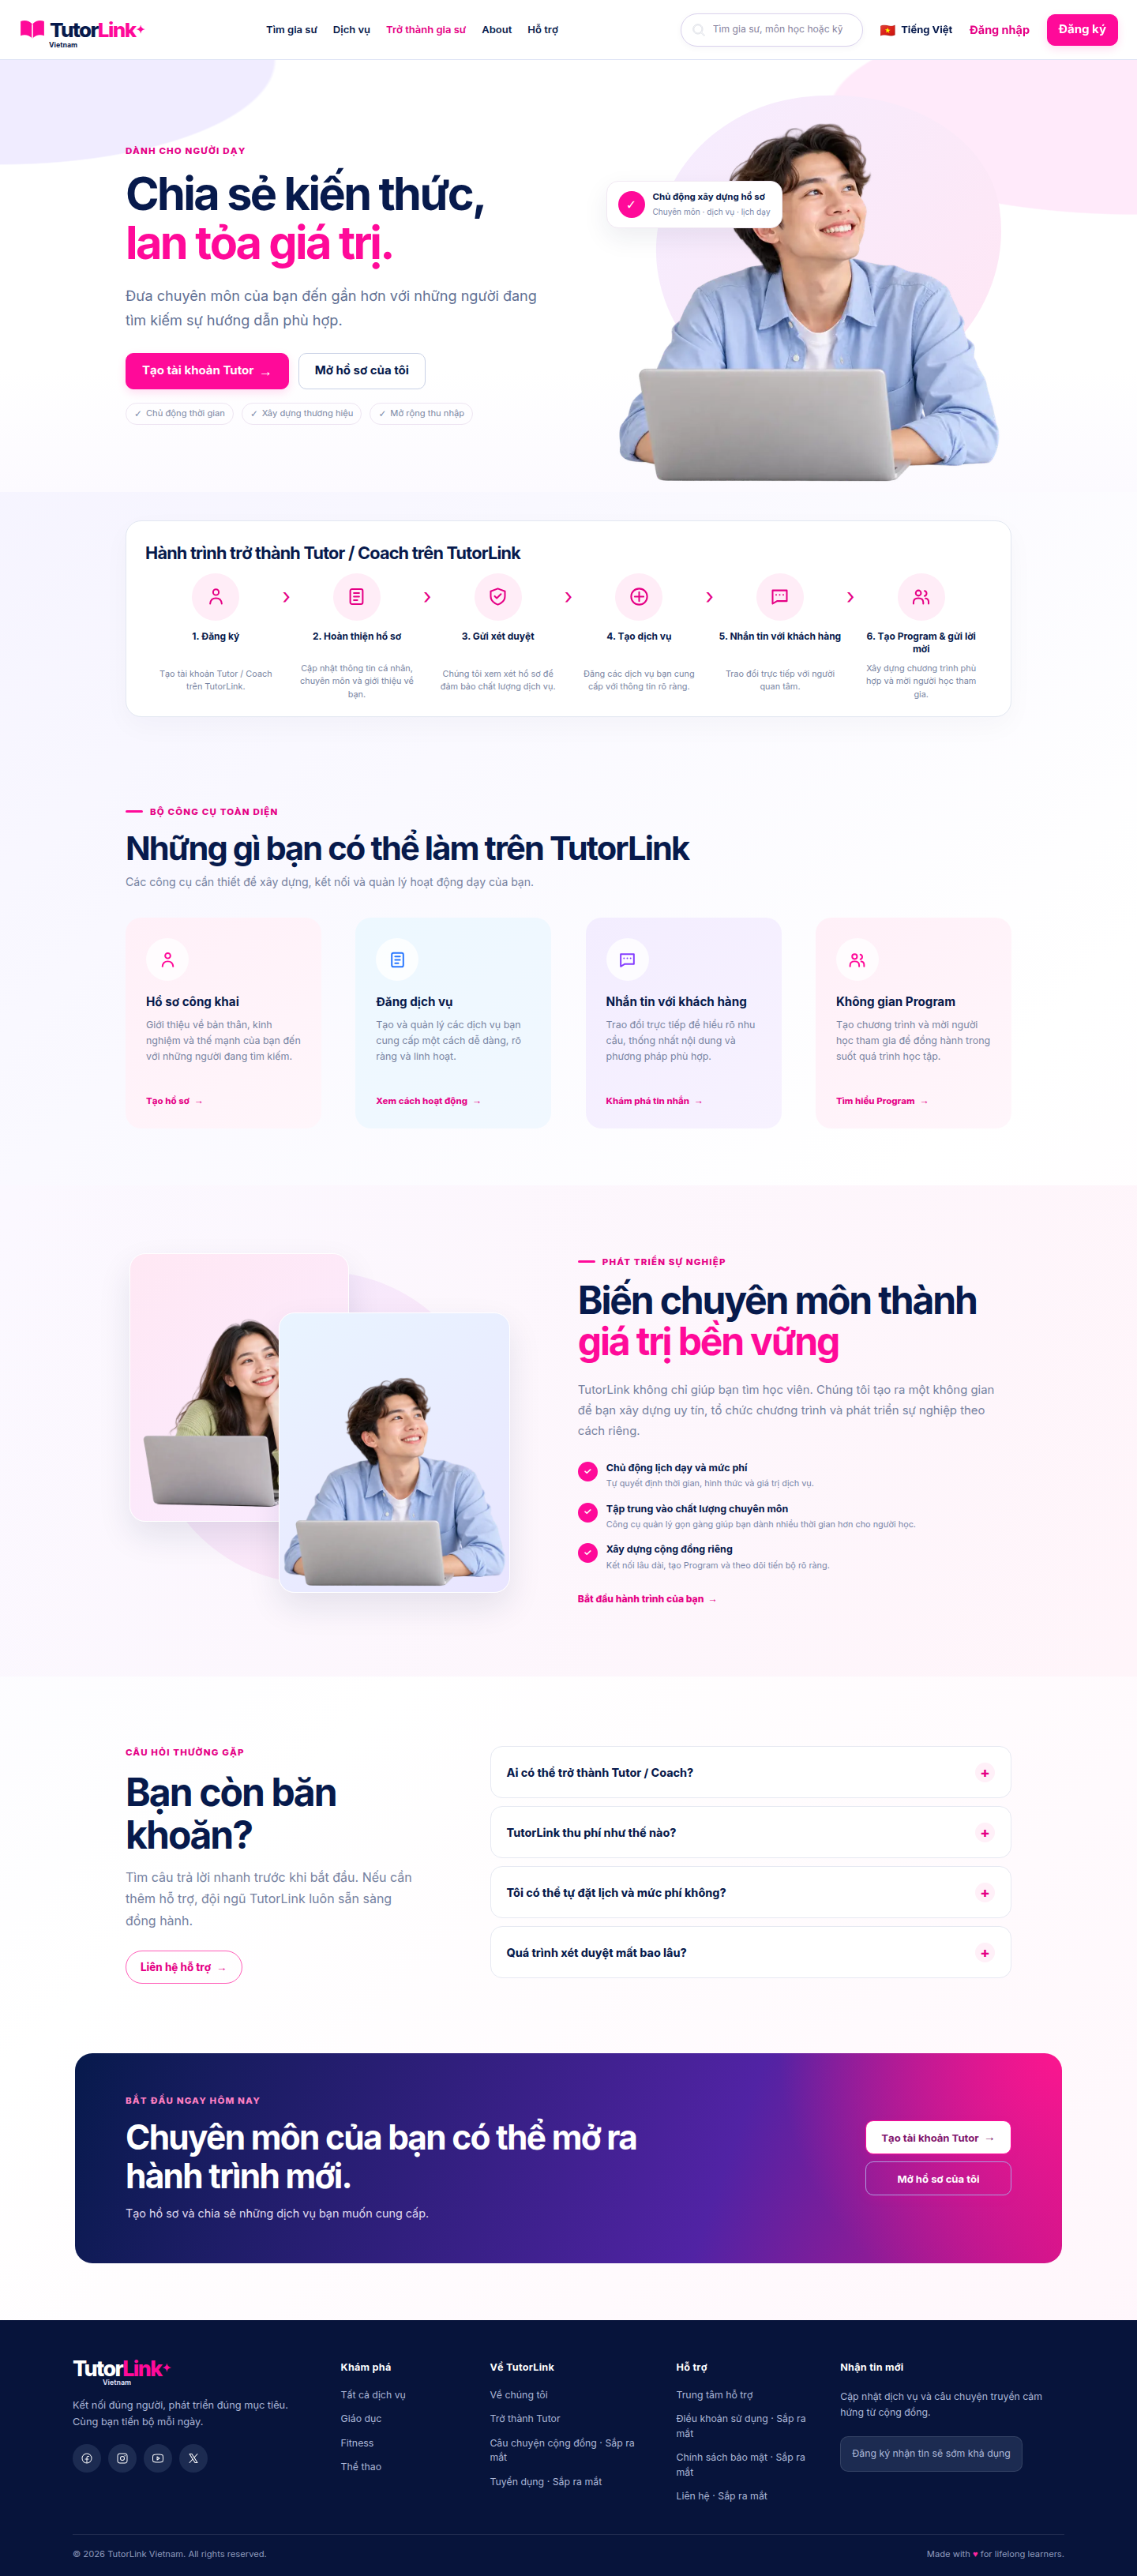 TutorLink
Vietnam
Tìm gia sư
Dịch vụ
Trở thành gia sư
About
Hỗ trợ
Tìm gia sư, môn học hoặc kỹ
Tiếng Việt
Đăng nhập
Đăng ký
DÀNH CHO NGƯỜI DẠY
Chia sẻ kiến thức,
lan tỏa giá trị.
Đưa chuyên môn của bạn đến gần hơn với những người đang
tìm kiếm sự hướng dẫn phù hợp.
Tạo tài khoản Tutor →
Mở hồ sơ của tôi
✓ Chủ động thời gian
✓ Xây dựng thương hiệu
✓ Mở rộng thu nhập
✓
Chủ động xây dựng hồ sơ
Chuyên môn · dịch vụ · lịch dạy
Hành trình trở thành Tutor / Coach trên TutorLink
1. Đăng ký
Tạo tài khoản Tutor / Coach
trên TutorLink.
2. Hoàn thiện hồ sơ
Cập nhật thông tin cá nhân,
chuyên môn và giới thiệu về
bạn.
3. Gửi xét duyệt
Chúng tôi xem xét hồ sơ để
đảm bảo chất lượng dịch vụ.
4. Tạo dịch vụ
Đăng các dịch vụ bạn cung
cấp với thông tin rõ ràng.
5. Nhắn tin với khách hàng
Trao đổi trực tiếp với người
quan tâm.
6. Tạo Program & gửi lời
mời
Xây dựng chương trình phù
hợp và mời người học tham
gia.
BỘ CÔNG CỤ TOÀN DIỆN
Những gì bạn có thể làm trên TutorLink
Các công cụ cần thiết để xây dựng, kết nối và quản lý hoạt động dạy của bạn.
Hồ sơ công khai
Giới thiệu về bản thân, kinh
nghiệm và thế mạnh của bạn đến
với những người đang tìm kiếm.
Tạo hồ sơ →
Đăng dịch vụ
Tạo và quản lý các dịch vụ bạn
cung cấp một cách dễ dàng, rõ
ràng và linh hoạt.
Xem cách hoạt động →
Nhắn tin với khách hàng
Trao đổi trực tiếp để hiểu rõ nhu
cầu, thống nhất nội dung và
phương pháp phù hợp.
Khám phá tin nhắn →
Không gian Program
Tạo chương trình và mời người
học tham gia để đồng hành trong
suốt quá trình học tập.
Tìm hiểu Program →
PHÁT TRIỂN SỰ NGHIỆP
Biến chuyên môn thành
giá trị bền vững
TutorLink không chỉ giúp bạn tìm học viên. Chúng tôi tạo ra một không gian
để bạn xây dựng uy tín, tổ chức chương trình và phát triển sự nghiệp theo
cách riêng.
Chủ động lịch dạy và mức phí
Tự quyết định thời gian, hình thức và giá trị dịch vụ.
Tập trung vào chất lượng chuyên môn
Công cụ quản lý gọn gàng giúp bạn dành nhiều thời gian hơn cho người học.
Xây dựng cộng đồng riêng
Kết nối lâu dài, tạo Program và theo dõi tiến bộ rõ ràng.
Bắt đầu hành trình của bạn →
CÂU HỎI THƯỜNG GẶP
Bạn còn băn
khoăn?
Tìm câu trả lời nhanh trước khi bắt đầu. Nếu cần
thêm hỗ trợ, đội ngũ TutorLink luôn sẵn sàng
đồng hành.
Liên hệ hỗ trợ →
Ai có thể trở thành Tutor / Coach?
+
TutorLink thu phí như thế nào?
+
Tôi có thể tự đặt lịch và mức phí không?
+
Quá trình xét duyệt mất bao lâu?
+
BẮT ĐẦU NGAY HÔM NAY
Chuyên môn của bạn có thể mở ra
hành trình mới.
Tạo hồ sơ và chia sẻ những dịch vụ bạn muốn cung cấp.
Tạo tài khoản Tutor →
Mở hồ sơ của tôi
TutorLink
Vietnam
Kết nối đúng người, phát triển đúng mục tiêu.
Cùng bạn tiến bộ mỗi ngày.
Khám phá
Tất cả dịch vụ
Giáo dục
Fitness
Thể thao
Về TutorLink
Về chúng tôi
Trở thành Tutor
Câu chuyện cộng đồng · Sắp ra
mắt
Tuyển dụng · Sắp ra mắt
Hỗ trợ
Trung tâm hỗ trợ
Điều khoản sử dụng · Sắp ra
mắt
Chính sách bảo mật · Sắp ra
mắt
Liên hệ · Sắp ra mắt
Nhận tin mới
Cập nhật dịch vụ và câu chuyện truyền cảm
hứng từ cộng đồng.
Đăng ký nhận tin sẽ sớm khả dụng
© 2026 TutorLink Vietnam. All rights reserved.
Made with ♥ for lifelong learners.